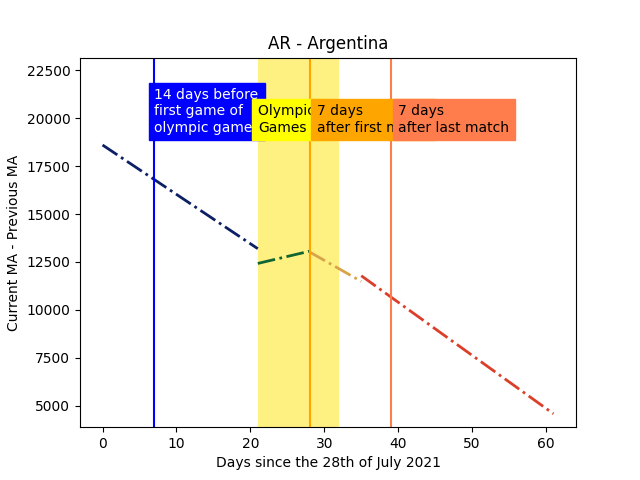 AR - Argentina
Current MA - Previous MA
22500
20000
17500
15000
12500
10000
7500
5000
14 days before
first game of
olympic game
Olympic
Games
7 days
after first m
7 days
after last match
0
10
20
30
40
50
60
Days since the 28th of July 2021